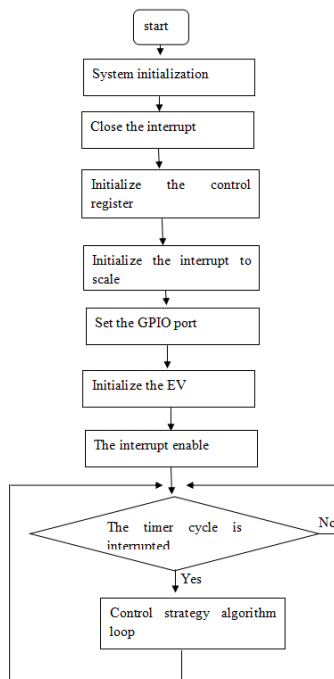 start
System initialization
Close the interrupt
Initialize the control
register
Initialize the interrupt to
scale
Set the GPIO port
Initialize the EV
The interrupt enable
The timer cycle is
interrupted
No
Yes
Control strategy algorithm
loop